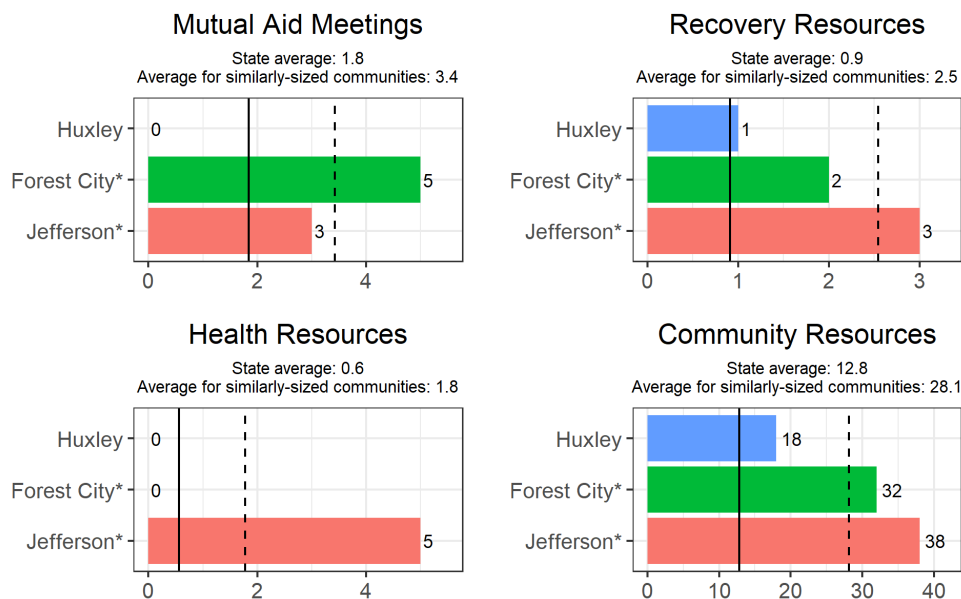 Mutual Aid Meetings
State average: 1.8
Average for similarly-sized communities: 3.4
Huxley 0
Forest City* 5
Jefferson* 3
0 2 4
Recovery Resources
State average: 0.9
Average for similarly-sized communities: 2.5
Huxley 1
Forest City* 2
Jefferson* 3
0 1 2 3
Health Resources
State average: 0.6
Average for similarly-sized communities: 1.8
Huxley 0
Forest City* 0
Jefferson* 5
0 2 4
Community Resources
State average: 12.8
Average for similarly-sized communities: 28.1
Huxley 18
Forest City* 32
Jefferson* 38
0 10 20 30 40